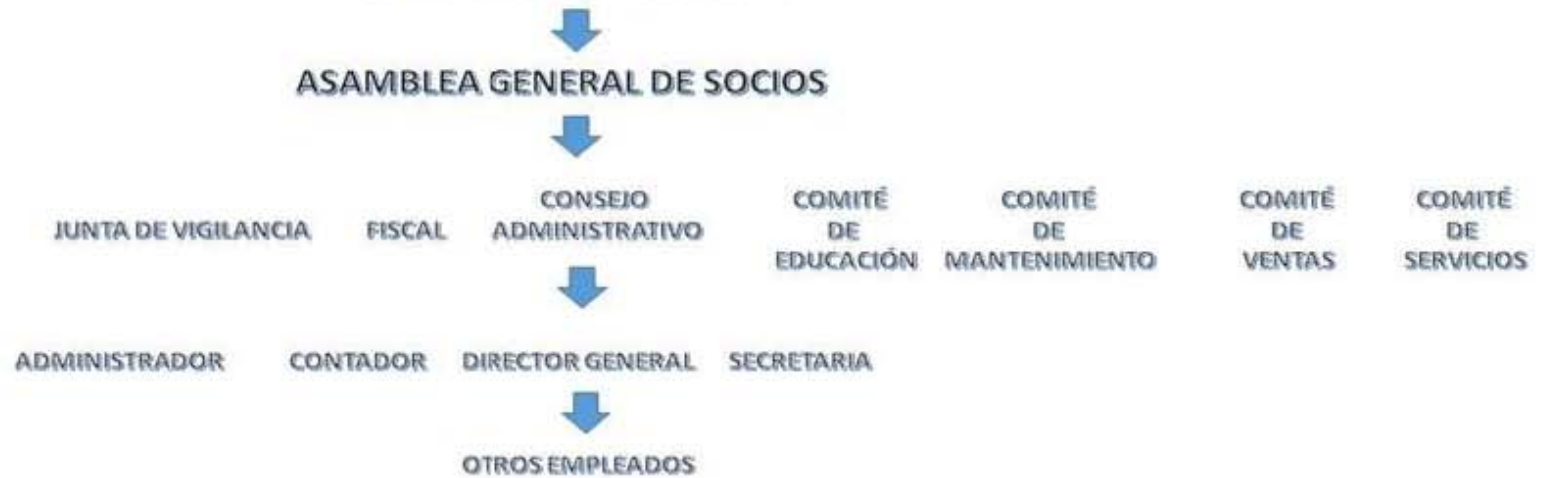 ASAMBLEA GENERAL DE SOCIOS
JUNTA DE VIGILANCIA
FISCAL
CONSEJO
ADMINISTRATIVO
COMITÉ
DE
EDUCACIÓN
COMITÉ
DE
MANTENIMIENTO
COMITÉ
DE
VENTAS
COMITÉ
DE
SERVICIOS
ADMINISTRADOR
CONTADOR
DIRECTOR GENERAL
SECRETARIA
OTROS EMPLEADOS